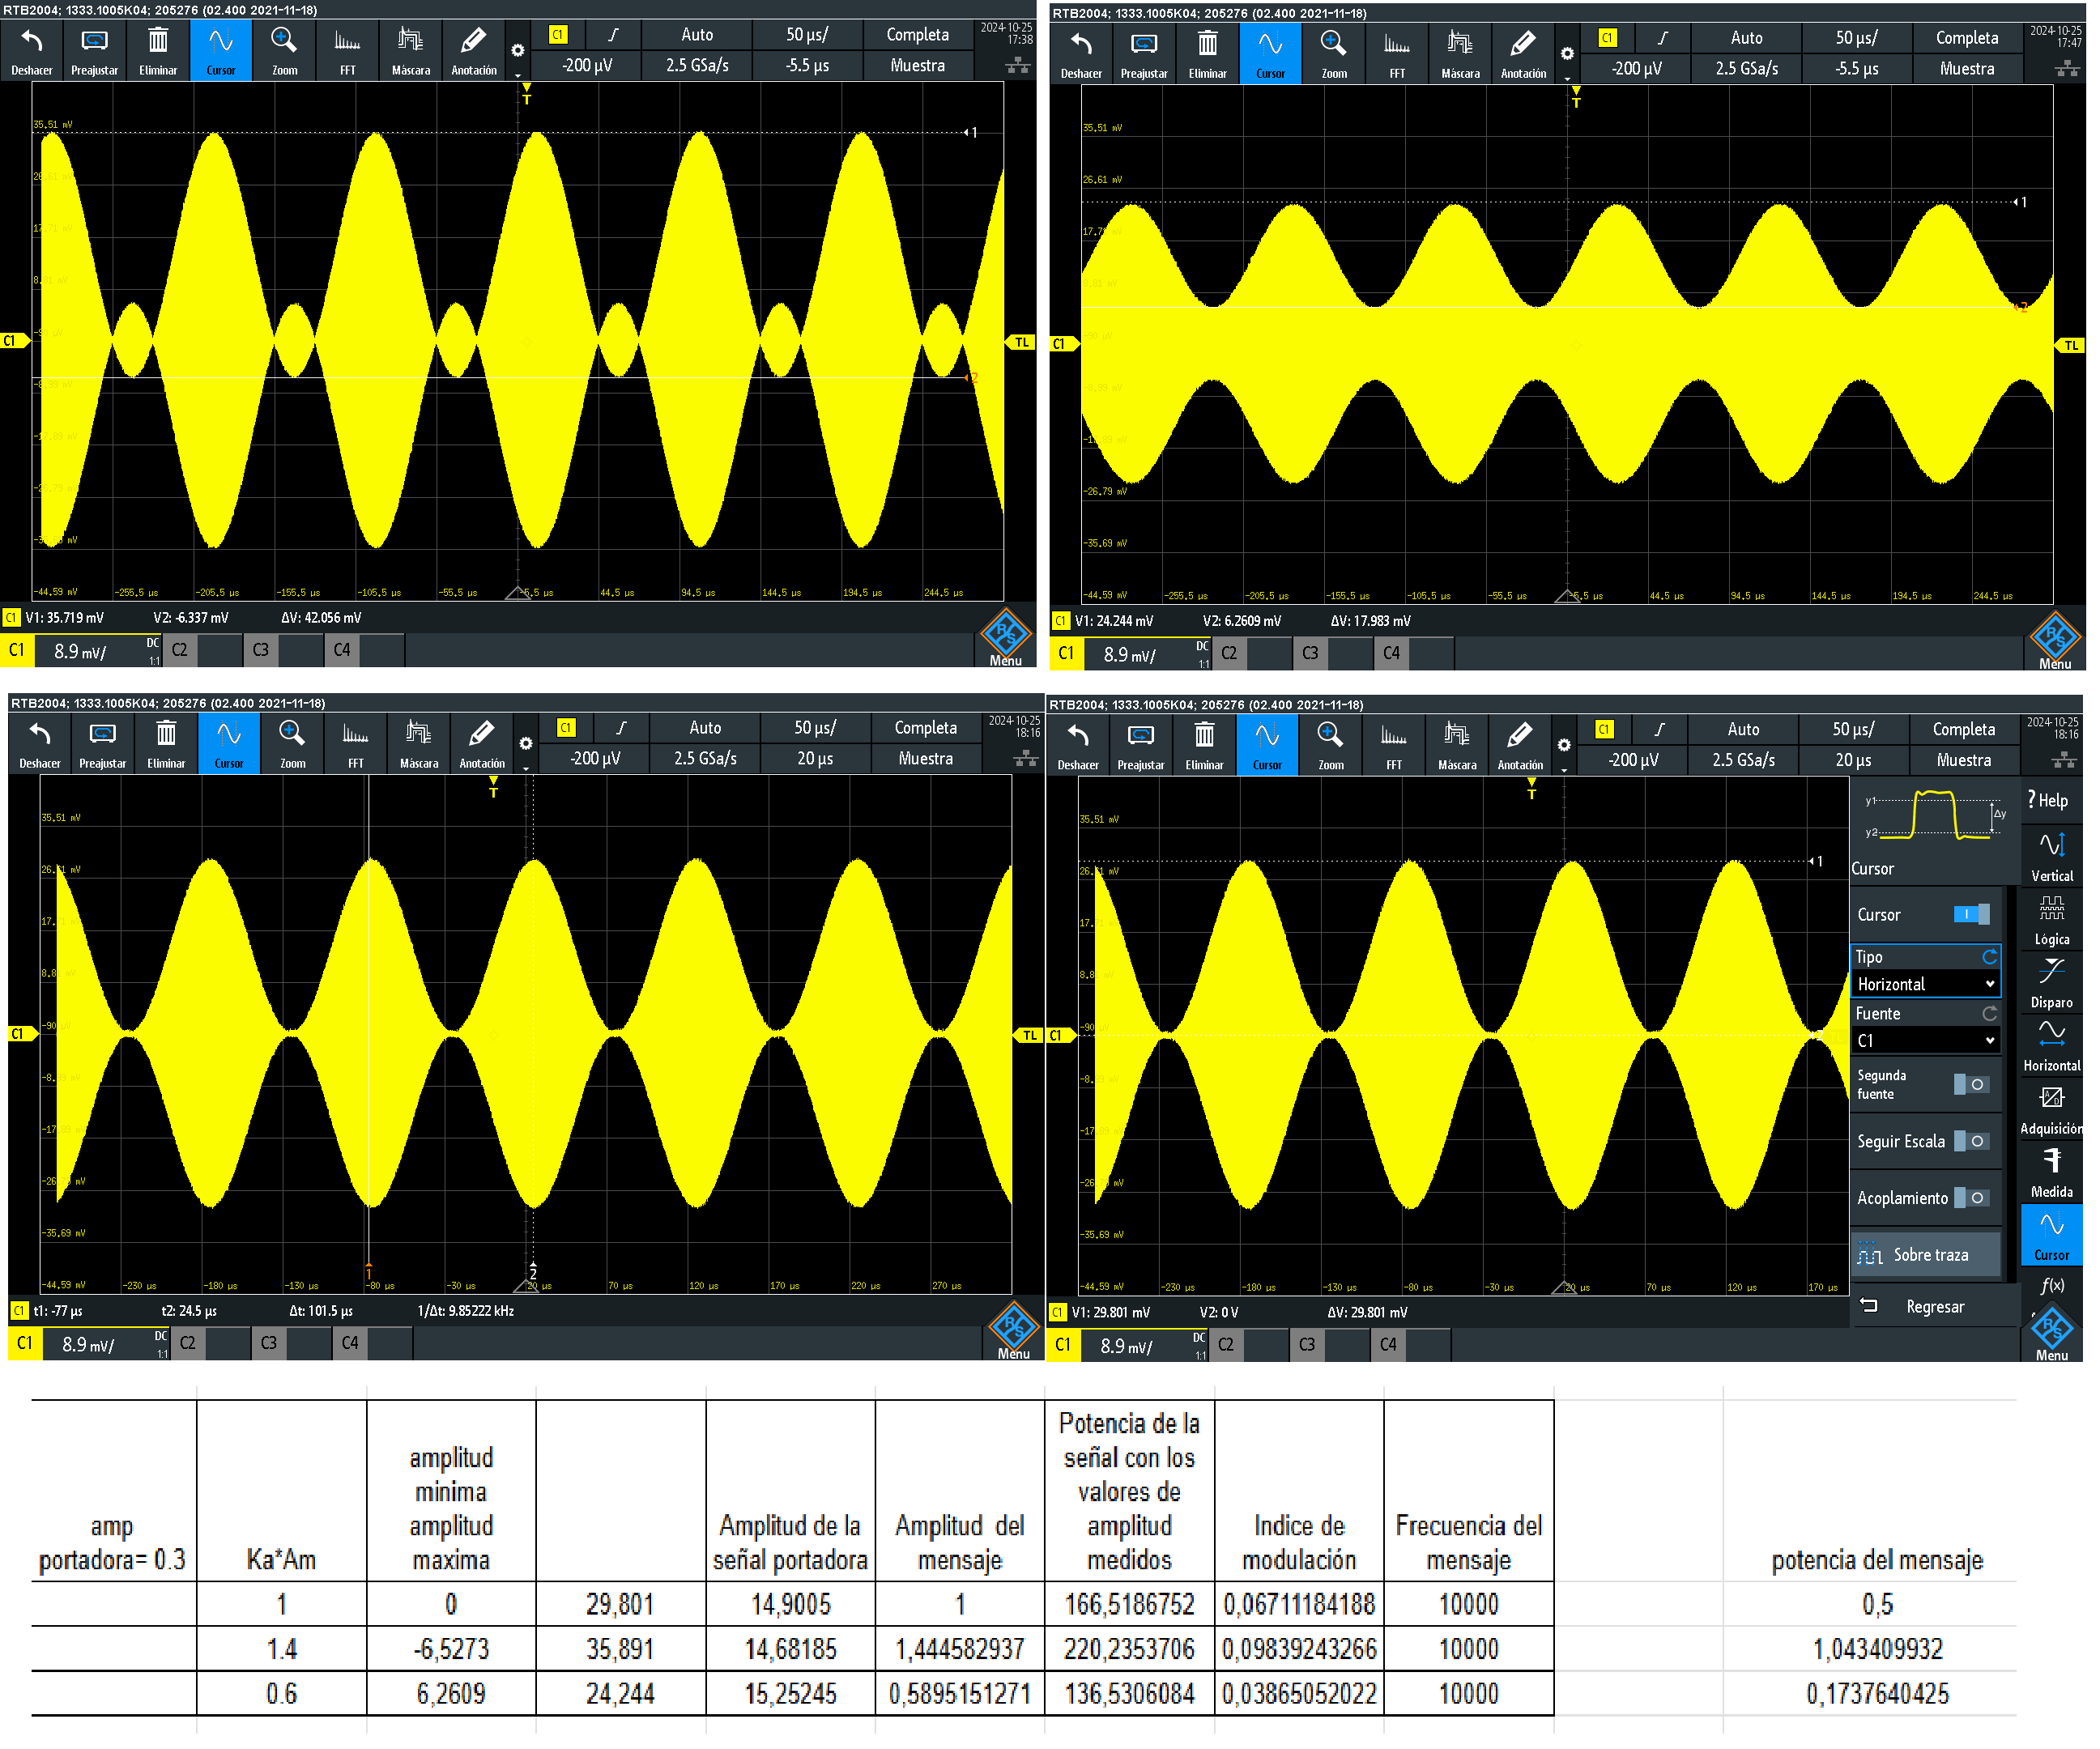 RTB2004; 1333.1005K04; 205276 (02.400 2021-11-18)
Deshacer Preajustar Eliminar Cursor Zoom FFT Máscara Anotación
C1 Auto 50 µs/ Completa
-200 µV 2.5 GSa/s -5.5 µs Muestra
2024-10-25
17:38
T
35,51 mV
1
26,61 mV
17,71 mV
8,81 mV
-90 µV
C1 TL
-8,99 mV
2
-17,89 mV
-26,79 mV
-44,59 mV -255,5 µs -205,5 µs -155,5 µs -105,5 µs -55,5 µs -5,5 µs 44,5 µs 94,5 µs 144,5 µs 194,5 µs 244,5 µs
C1 V1: 35.719 mV V2: -6.337 mV ΔV: 42.056 mV
C1 8.9 mV/ DC 1:1 C2 C3 C4
Menu
RTB2004; 1333.1005K04; 205276 (02.400 2021-11-18)
Deshacer Preajustar Eliminar Cursor Zoom FFT Máscara Anotación
C1 Auto 50 µs/ Completa
-200 µV 2.5 GSa/s -5.5 µs Muestra
2024-10-25
17:47
T
35,51 mV
26,61 mV
1
8,81 mV
2
-90 µV
C1 TL
-8,99 mV
-26,79 mV
-35,69 mV
-44,59 mV -255,5 µs -205,5 µs -155,5 µs -105,5 µs -55,5 µs -5,5 µs 44,5 µs 94,5 µs 144,5 µs 194,5 µs 244,5 µs
C1 V1: 24.244 mV V2: 6.2609 mV ΔV: 17.983 mV
C1 8.9 mV/ DC 1:1 C2 C3 C4
Menu
RTB2004; 1333.1005K04; 205276 (02.400 2021-11-18)
Deshacer Preajustar Eliminar Cursor Zoom FFT Máscara Anotación
C1 Auto 50 µs/ Completa
-200 µV 2.5 GSa/s 20 µs Muestra
2024-10-25
18:16
T
35,51 mV
C1 TL
-35,69 mV
1 2
-44,59 mV -230 µs -180 µs -130 µs -80 µs -30 µs 20 µs 70 µs 120 µs 170 µs 220 µs 270 µs
C1 t1: -77 µs t2: 24.5 µs Δt: 101.5 µs 1/Δt: 9.85222 kHz
C1 8.9 mV/ DC 1:1 C2 C3 C4
Menu
RTB2004; 1333.1005K04; 205276 (02.400 2021-11-18)
Deshacer Preajustar Eliminar Cursor Zoom FFT Máscara Anotación
C1 Auto 50 µs/ Completa
-200 µV 2.5 GSa/s 20 µs Muestra
2024-10-25
18:16
T
35,51 mV
1
C1
-35,69 mV
-44,59 mV -230 µs -180 µs -130 µs -80 µs -30 µs 20 µs 70 µs 120 µs 170 µs
y1
Δy
y2
Cursor
Cursor
Tipo
Horizontal
Fuente
C1
Segunda
fuente
Seguir Escala
Acoplamiento
Sobre traza
Regresar
? Help
Vertical
Lógica
Disparo
Horizontal
Adquisición
Medida
Cursor
f(x)
Menu
C1 V1: 29.801 mV V2: 0 V ΔV: 29.801 mV
C1 8.9 mV/ DC 1:1 C2 C3 C4
amp portadora= 0.3 Ka*Am amplitud minima amplitud maxima Amplitud de la señal portadora Amplitud del mensaje Potencia de la señal con los valores de amplitud medidos Indice de modulación Frecuencia del mensaje potencia del mensaje
1 0 29,801 14,9005 1 166,5186752 0,06711184188 10000 0,5
1.4 -6,5273 35,891 14,68185 1,444582937 220,2353706 0,09839243266 10000 1,043409932
0.6 6,2609 24,244 15,25245 0,5895151271 136,5306084 0,03865052022 10000 0,1737640425